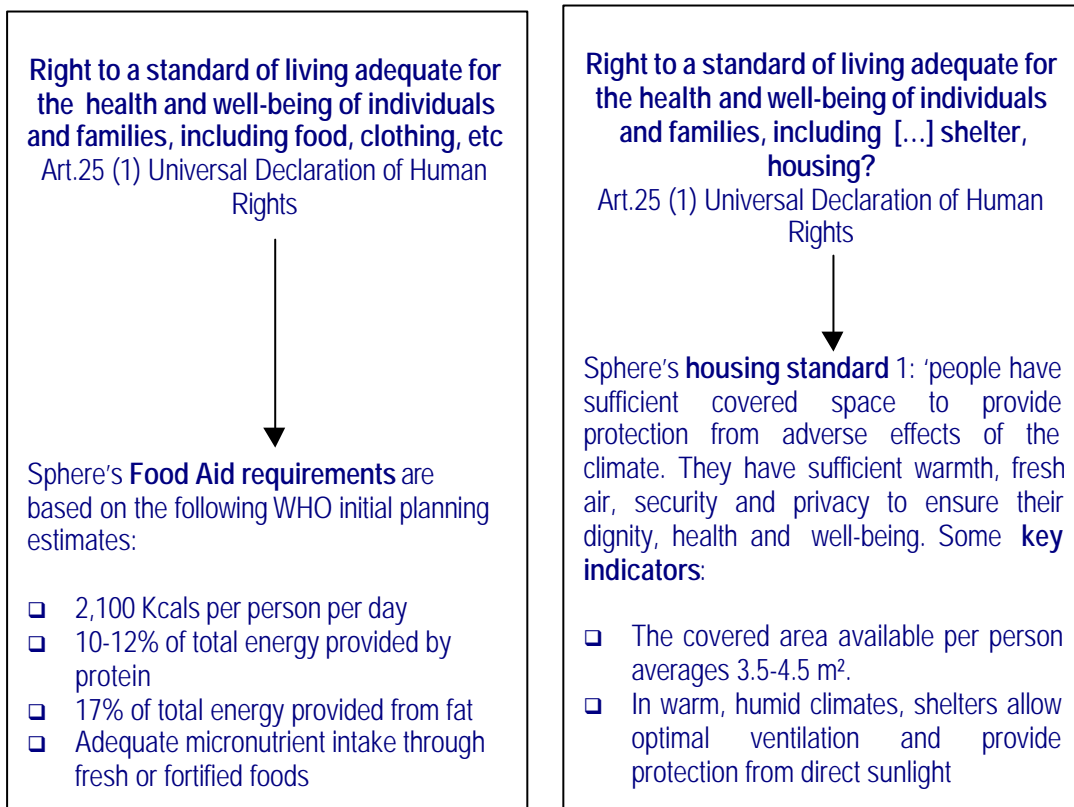 Right to a standard of living adequate for
the health and well-being of individuals
and families, including food, clothing, etc
Art.25 (1) Universal Declaration of Human
Rights
Sphere's Food Aid requirements are
based on the following WHO initial planning
estimates:
❑ 2,100 Kcals per person per day
❑ 10-12% of total energy provided by
protein
❑ 17% of total energy provided from fat
❑ Adequate micronutrient intake through
fresh or fortified foods
Right to a standard of living adequate for
the health and well-being of individuals
and families, including [...] shelter,
housing?
Art.25 (1) Universal Declaration of Human
Rights
Sphere's housing standard 1: 'people have
sufficient covered space to provide
protection from adverse effects of the
climate. They have sufficient warmth, fresh
air, security and privacy to ensure their
dignity, health and well-being. Some key
indicators:
❑ The covered area available per person
averages 3.5-4.5 m².
❑ In warm, humid climates, shelters allow
optimal ventilation and provide
protection from direct sunlight